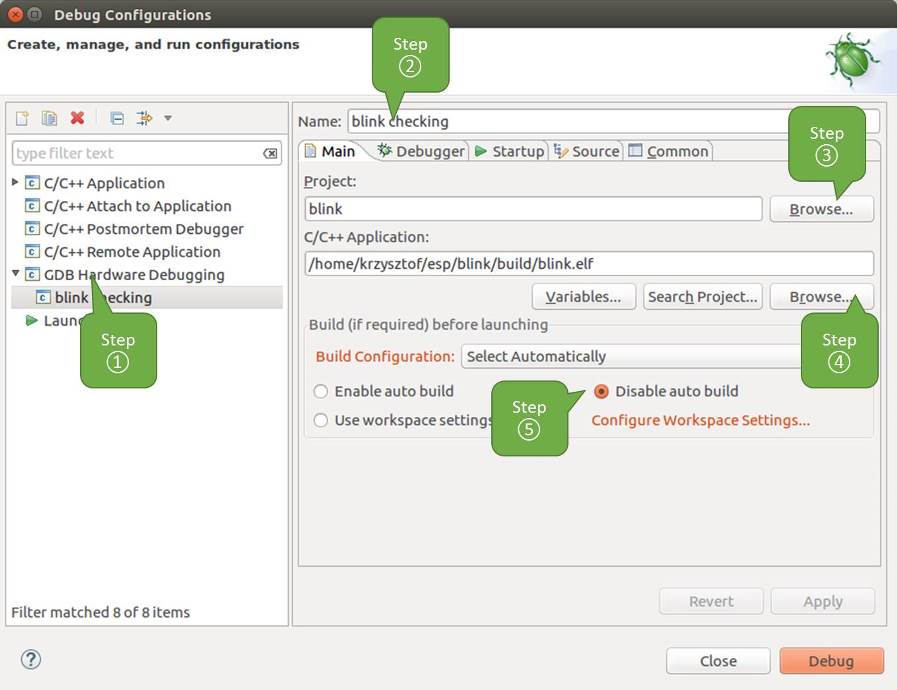 Debug Configurations
Create, manage, and run configurations
Step
②
Name: blink checking
Step
③
type filter text
Main Debugger Startup Source Common
Project:
blink
Browse...
C/C++ Application:
/home/krzysztof/esp/blink/build/blink.elf
Variables... Search Project... Browse...
Build (if required) before launching
Build Configuration: Select Automatically
Step
④
Enable auto build
Disable auto build
Use workspace settings
Configure Workspace Settings...
Step
⑤
C/C++ Application
C/C++ Attach to Application
C/C++ Postmortem Debugger
C/C++ Remote Application
GDB Hardware Debugging
blink checking
Step
①
Filter matched 8 of 8 items
Revert Apply
Close Debug